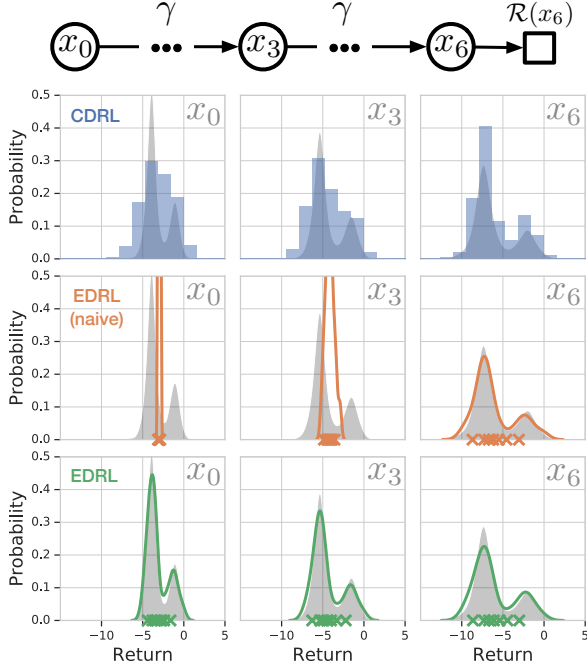 γ γ R(x6)
x0 ••• x3 ••• x6
0.5
0.4
0.3
0.2
0.1
0.0
Probability
CDRL
x0
x3
x6
0.5
0.4
0.3
0.2
0.1
0.0
Probability
EDRL
(naive)
x0
x3
x6
0.5
0.4
0.3
0.2
0.1
0.0
Probability
EDRL
x0
x3
x6
−10 −5 0 5 −10 −5 0 5 −10 −5 0 5
Return Return Return